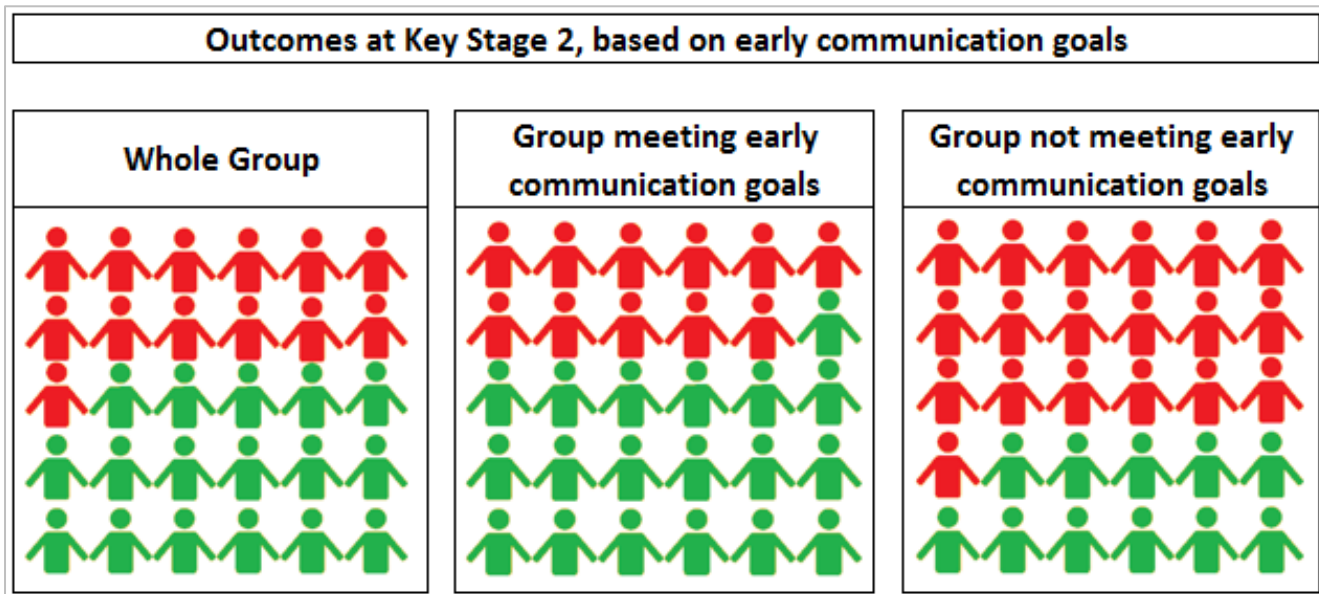 Outcomes at Key Stage 2, based on early communication goals
Whole Group
Group meeting early
communication goals
Group not meeting early
communication goals